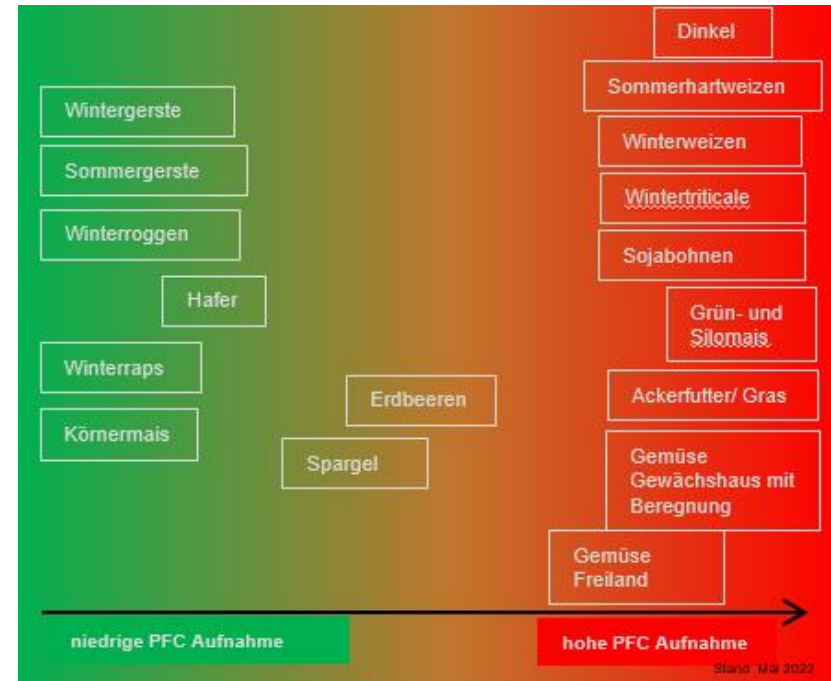 Dinkel
Sommerhartweizen
Wintergerste
Winterweizen
Sommergerste
Wintertriticale
Winterroggen
Sojabohnen
Hafer
Grün- und
Silomais
Winterraps
Erdbeeren
Ackerfutter/ Gras
Körnermais
Spargel
Gemüse
Gewächshaus mit
Beregnung
Gemüse
Freiland
niedrige PFC Aufnahme
hohe PFC Aufnahme
Stand: Mai 2022